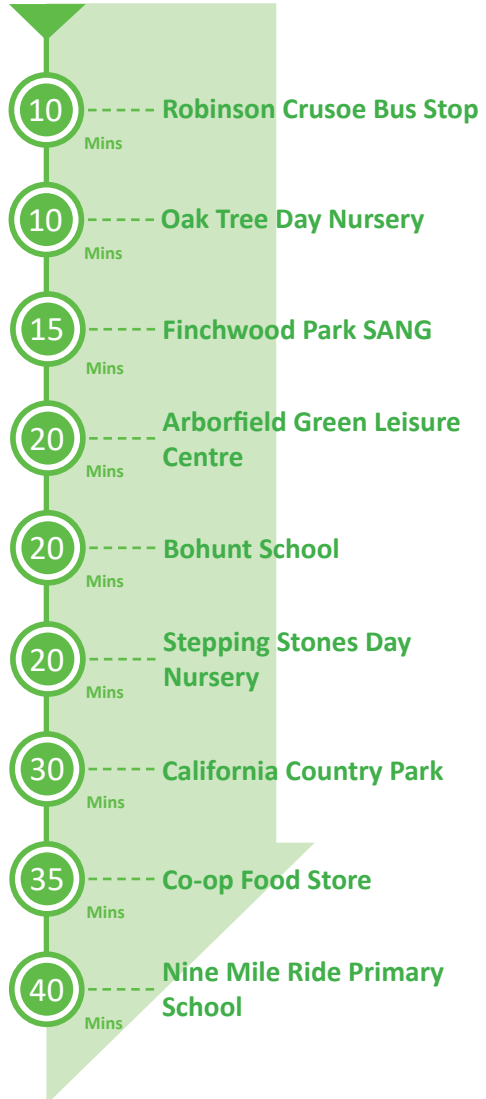 10
Mins
Robinson Crusoe Bus Stop
10
Mins
Oak Tree Day Nursery
15
Mins
Finchwood Park SANG
20
Mins
Arborfield Green Leisure
Centre
20
Mins
Bohunt School
20
Mins
Stepping Stones Day
Nursery
30
Mins
California Country Park
35
Mins
Co-op Food Store
40
Mins
Nine Mile Ride Primary
School